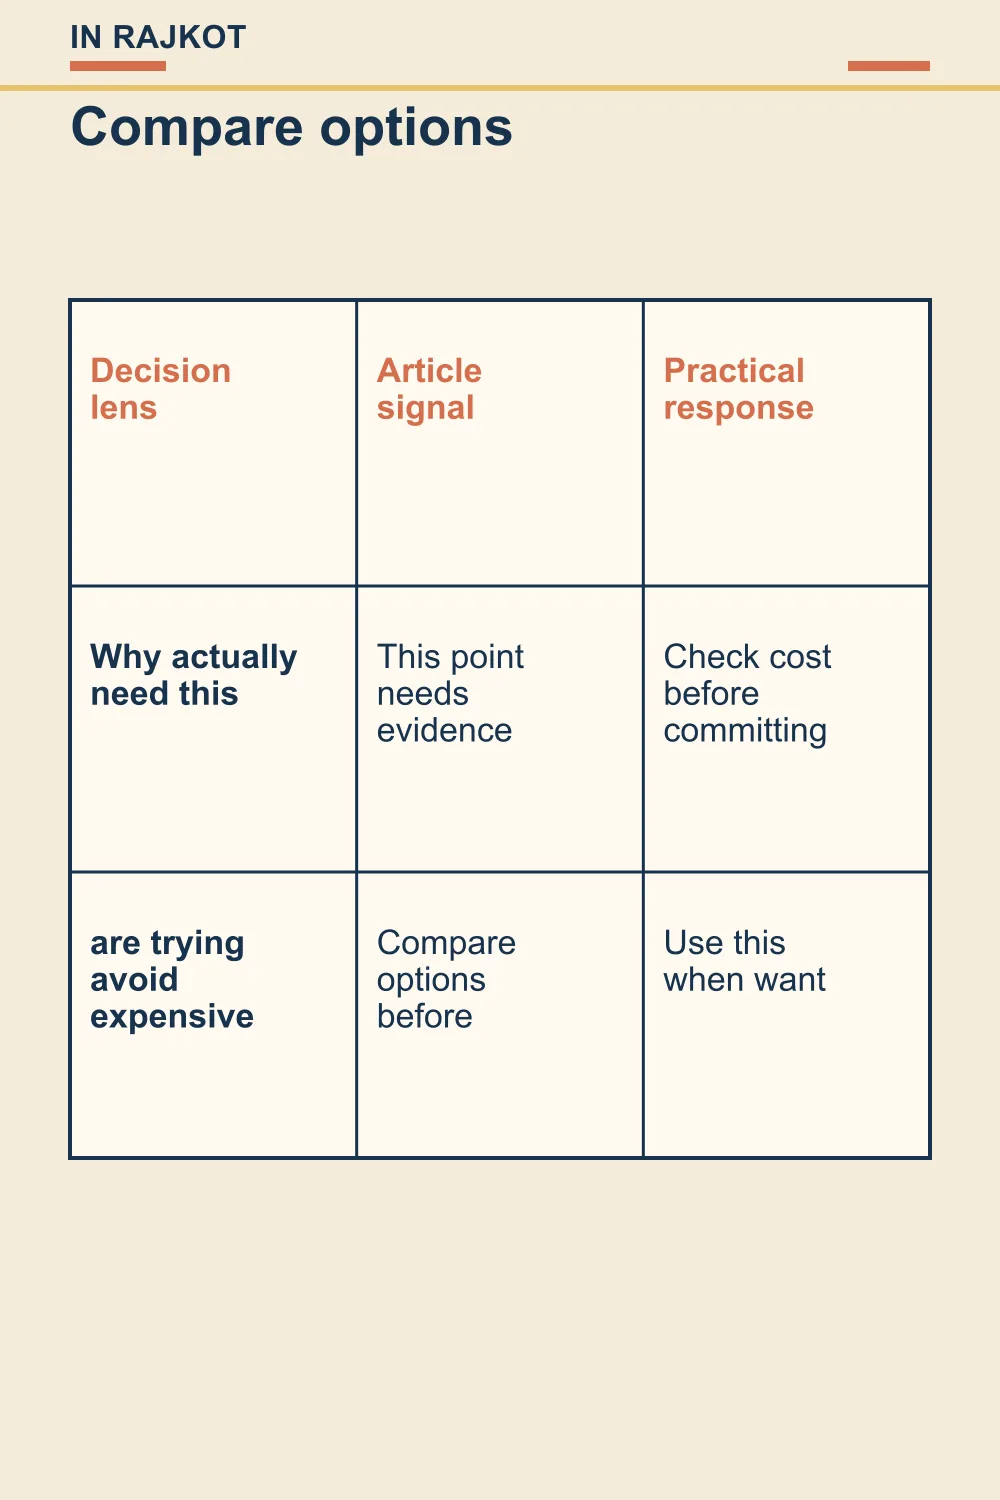 IN RAJKOT
Compare options
Decision
lens
Article
signal
Practical
response
Why actually
need this
This point
needs
evidence
Check cost
before
committing
are trying
avoid
expensive
Compare
options
before
Use this
when want